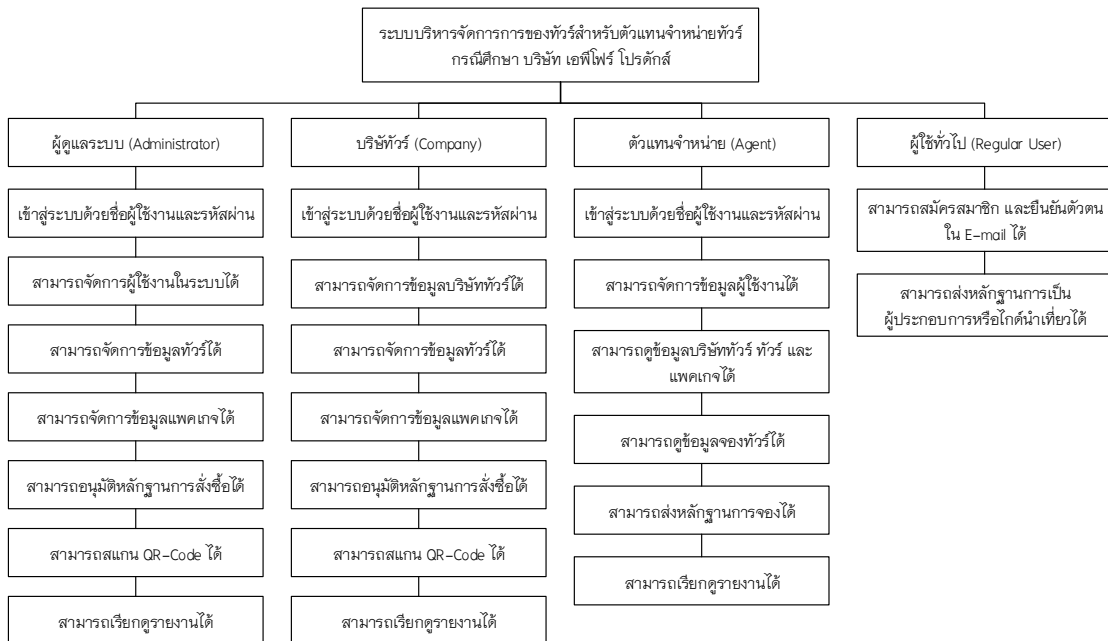 ระบบบริหารจัดการการของทัวร์สำหรับตัวแทนจำหน่ายทัวร์
กรณีศึกษา บริษัท เอพีโฟร์ โปรดักส์
ผู้ดูแลระบบ (Administrator)
เข้าสู่ระบบด้วยชื่อผู้ใช้งานและรหัสผ่าน
สามารถจัดการผู้ใช้งานในระบบได้
สามารถจัดการข้อมูลทัวร์ได้
สามารถจัดการข้อมูลแพคเกจได้
สามารถอนุมัติหลักฐานการสั่งซื้อได้
สามารถสแกน QR-Code ได้
สามารถเรียกดูรายงานได้
บริษัทัวร์ (Company)
เข้าสู่ระบบด้วยชื่อผู้ใช้งานและรหัสผ่าน
สามารถจัดการข้อมูลบริษัททัวร์ได้
สามารถจัดการข้อมูลทัวร์ได้
สามารถจัดการข้อมูลแพคเกจได้
สามารถอนุมัติหลักฐานการสั่งซื้อได้
สามารถสแกน QR-Code ได้
สามารถเรียกดูรายงานได้
ตัวแทนจำหน่าย (Agent)
เข้าสู่ระบบด้วยชื่อผู้ใช้งานและรหัสผ่าน
สามารถจัดการข้อมูลผู้ใช้งานได้
สามารถดูข้อมูลบริษัททัวร์ ทัวร์ และ
แพคเกจได้
สามารถดูข้อมูลจองทัวร์ได้
สามารถส่งหลักฐานการจองได้
สามารถเรียกดูรายงานได้
ผู้ใช้ทั่วไป (Regular User)
สามารถสมัครสมาชิก และยืนยันตัวตน
ใน E-mail ได้
สามารถส่งหลักฐานการเป็น
ผู้ประกอบการหรือไกด์นำเที่ยวได้